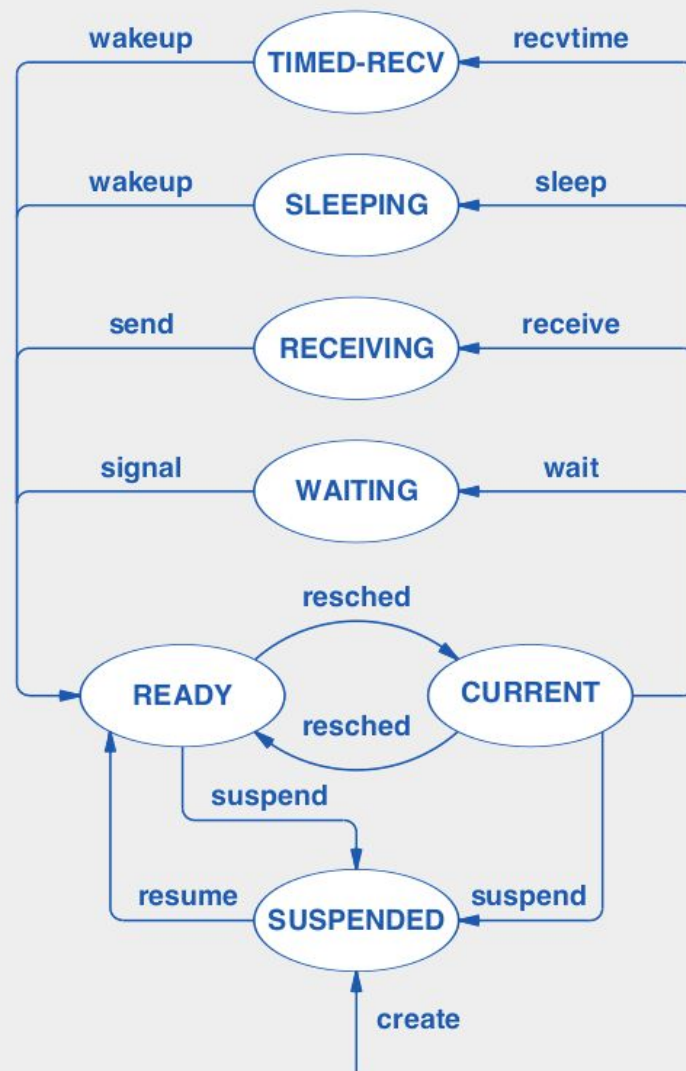 wakeup TIMED-RECV recvtime
wakeup SLEEPING sleep
send RECEIVING receive
signal WAITING wait
resched
READY CURRENT
resched
suspend
resume SUSPENDED suspend
create